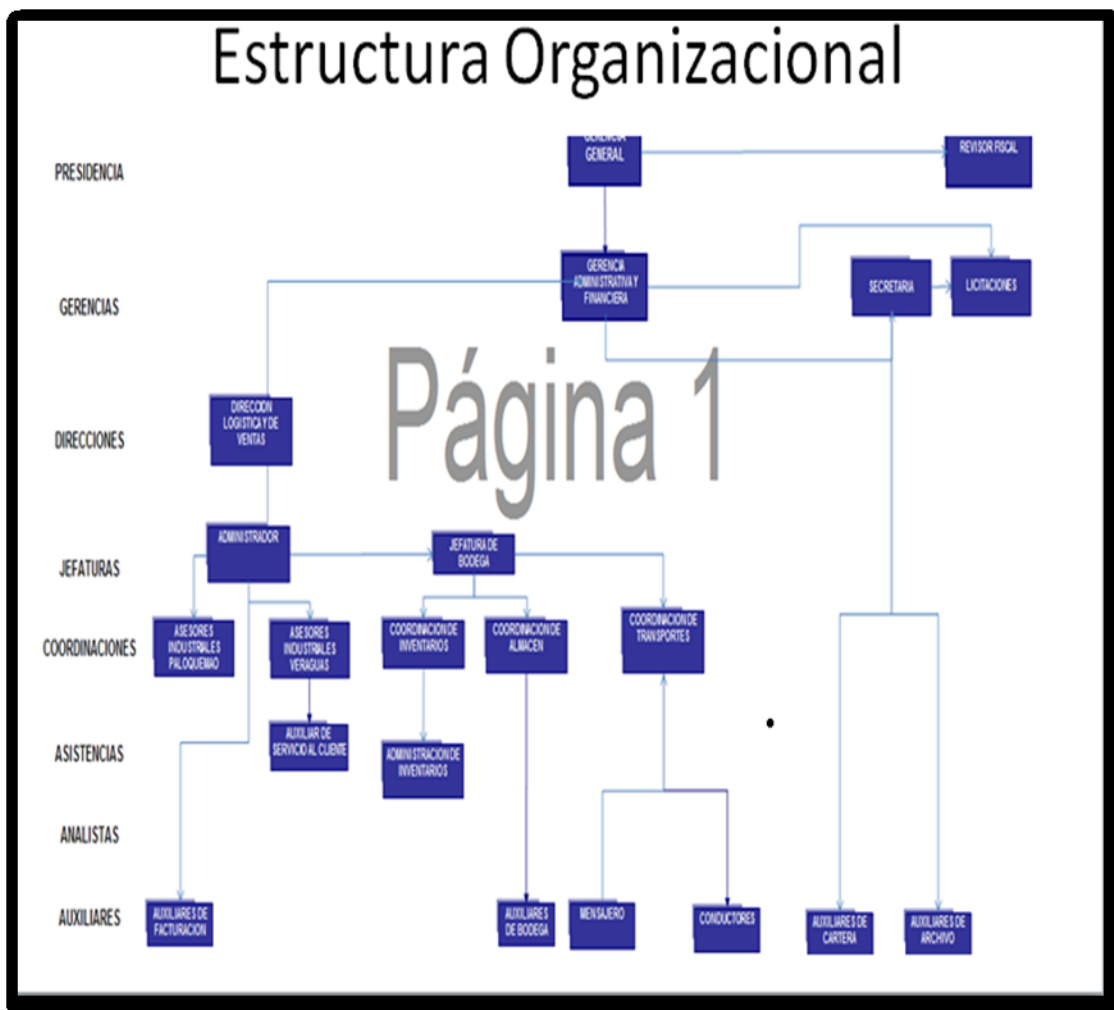 Estructura Organizacional
PRESIDENCIA
GERENCIA
GENERAL
REVISOR FISCAL
GERENCIAS
GERENCIA
ADMINISTRATIVA Y
FINANCIERA
SECRETARIA
LICITACIONES
Página 1
DIRECCIONES
DIRECCION
LOGISTICA Y DE
VENTAS
JEFATURAS
ADMINISTRADOR
JEFATURA DE
BODEGA
COORDINACIONES
ASESORES
INDUSTRIALES
PALOQUEMAO
ASESORES
INDUSTRIALES
VERAGUAS
COORDINACION DE
INVENTARIOS
COORDINACION DE
ALMACEN
COORDINACION DE
TRANSPORTES
ASISTENCIAS
AUXILIAR DE
SERVICIO AL CLIENTE
ADMINISTRACION DE
INVENTARIOS
ANALISTAS
AUXILIARES
AUXILIARES DE
FACTURACION
AUXILIARES
DE BODEGA
MENSAJERO
CONDUCTORES
AUXILIARES DE
CARTERA
AUXILIARES DE
ARCHIVO